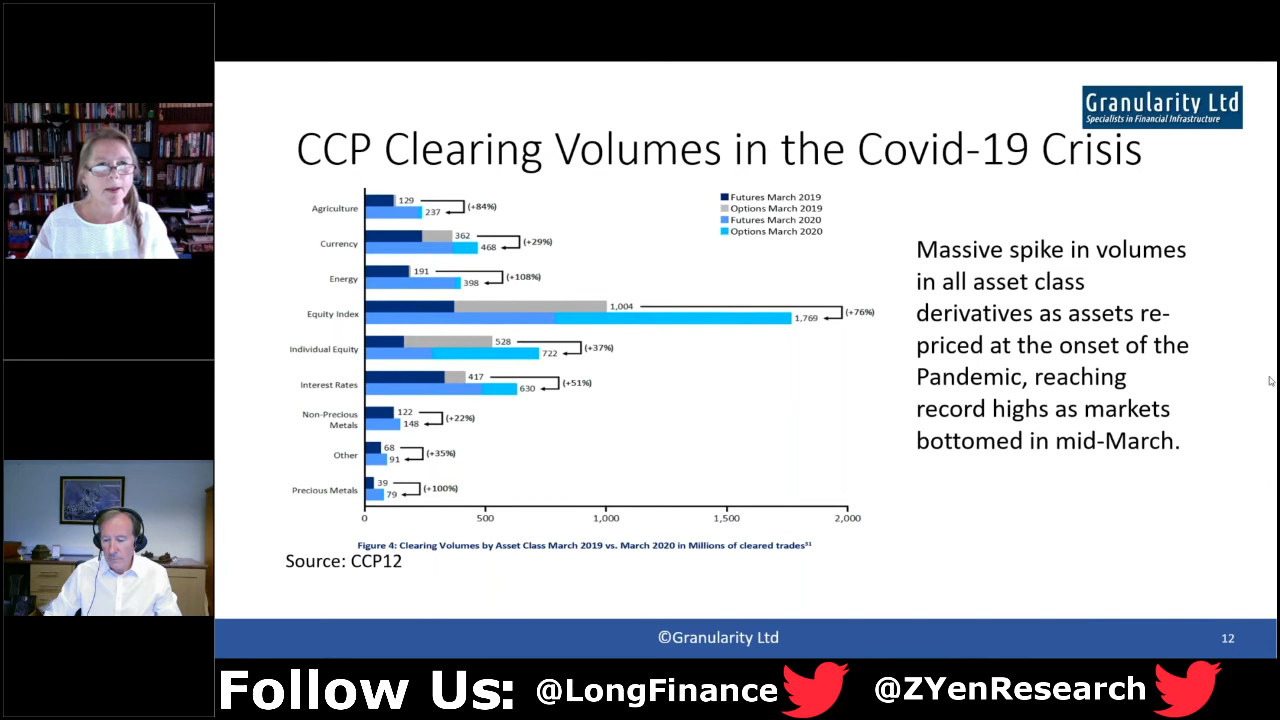 Granularity Ltd
Specialists in Financial Infrastructure
CCP Clearing Volumes in the Covid-19 Crisis
Futures March 2019
Options March 2019
Futures March 2020
Options March 2020
Agriculture 129 (+84%)
237
Currency 362 (+29%)
468
Energy 191 (+108%)
398
Equity Index 1,004 (+76%)
1,769
Individual Equity 528 (+37%)
722
Interest Rates 417 (+51%)
630
Non-Precious 122 (+22%)
Metals 148
Other 68 (+35%)
91
Precious Metals 39 (+100%)
79
0 500 1,000 1,500 2,000
Figure 4: Clearing Volumes by Asset Class March 2019 vs. March 2020 in Millions of cleared trades³¹
Source: CCP12
Massive spike in volumes
in all asset class
derivatives as assets re-
priced at the onset of the
Pandemic, reaching
record highs as markets
bottomed in mid-March.
©Granularity Ltd
12
Follow Us: @LongFinance @ZYenResearch